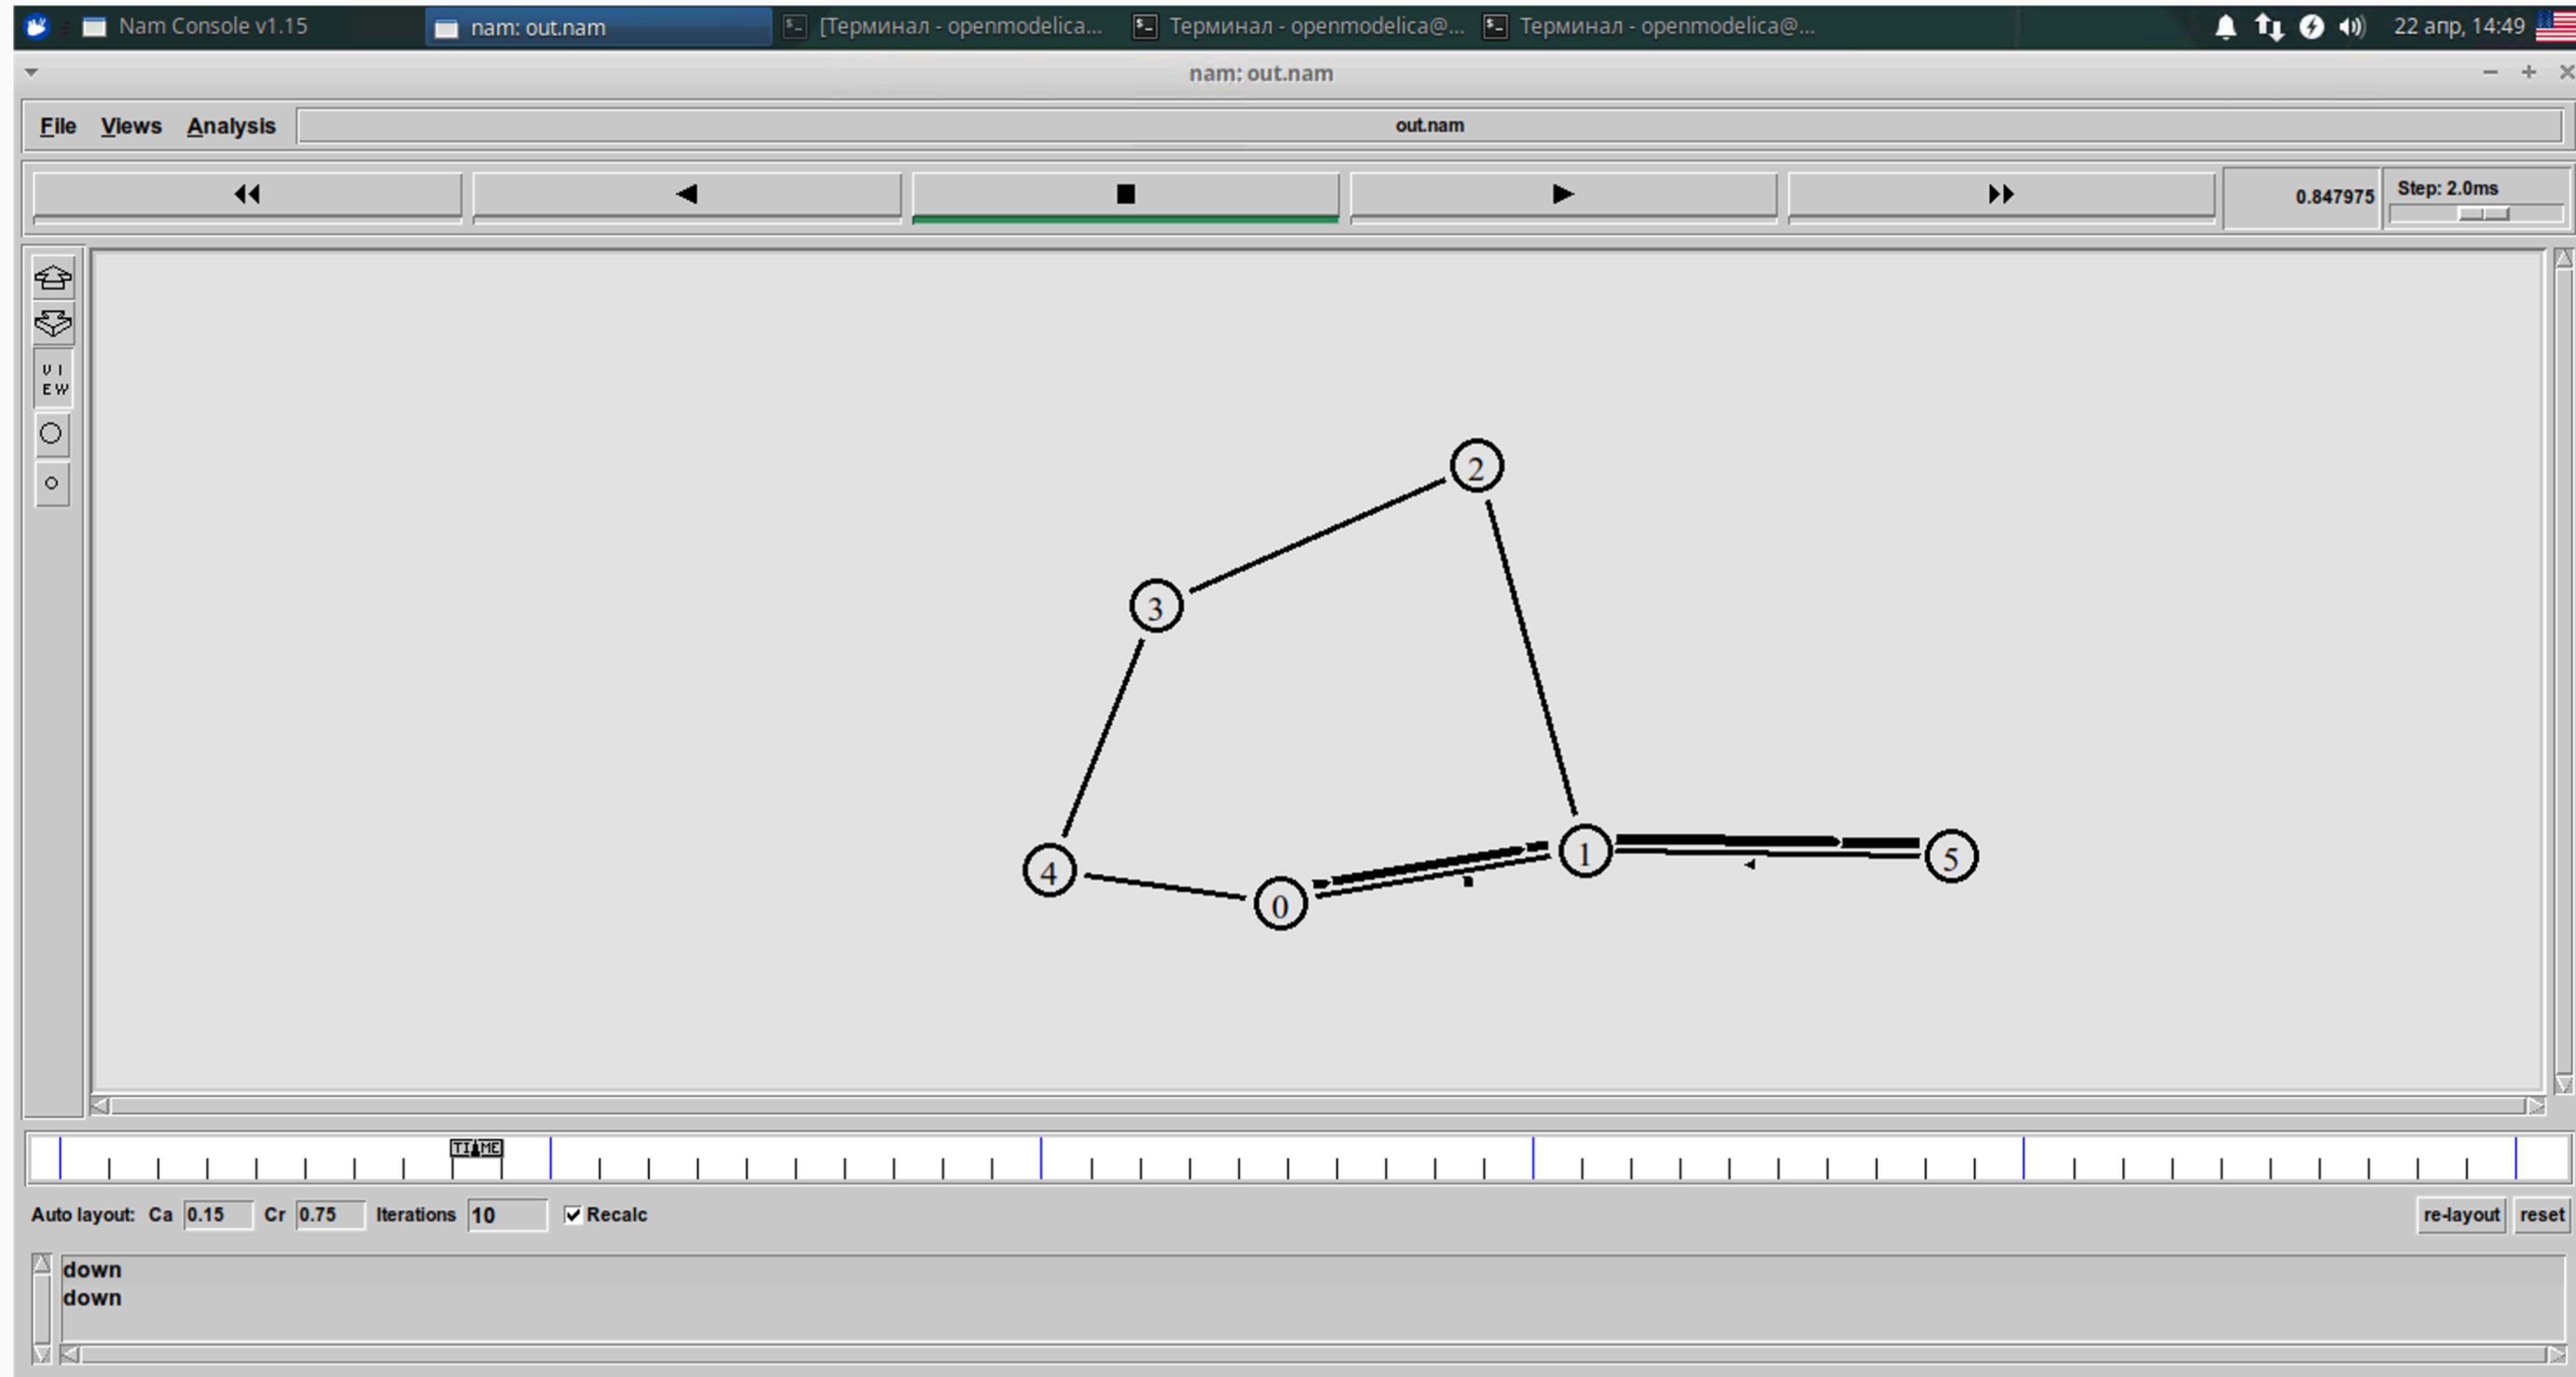 Nam Console v1.15 nam: out.nam [Терминал - openmodelica... Терминал - openmodelica@... Терминал - openmodelica@... 22 апр, 14:49
nam: out.nam
File Views Analysis out.nam
0.847975 Step: 2.0ms
VI
EW
2
3
1
5
4
0
TIME
Auto layout: Ca 0.15 Cr 0.75 Iterations 10 Recalc re-layout reset
down
down